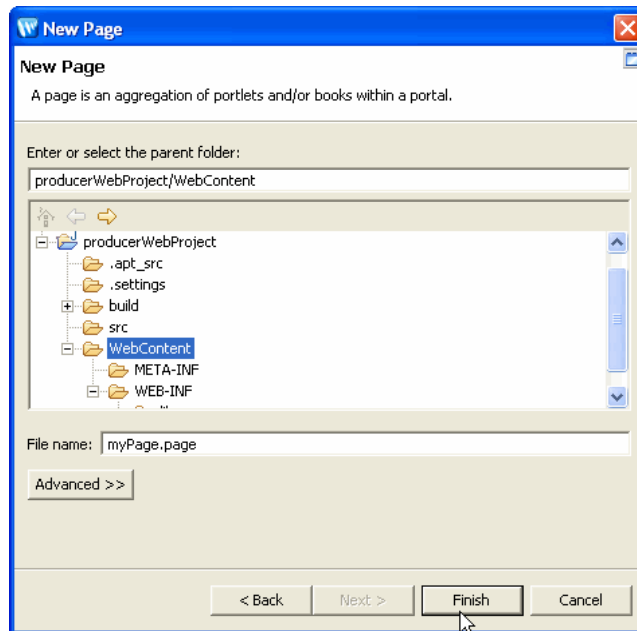 New Page
New Page
A page is an aggregation of portlets and/or books within a portal.
Enter or select the parent folder:
producerWebProject/WebContent
producerWebProject
.apt_src
.settings
build
src
WebContent
META-INF
WEB-INF
File name: myPage.page
Advanced >>
< Back Next > Finish Cancel